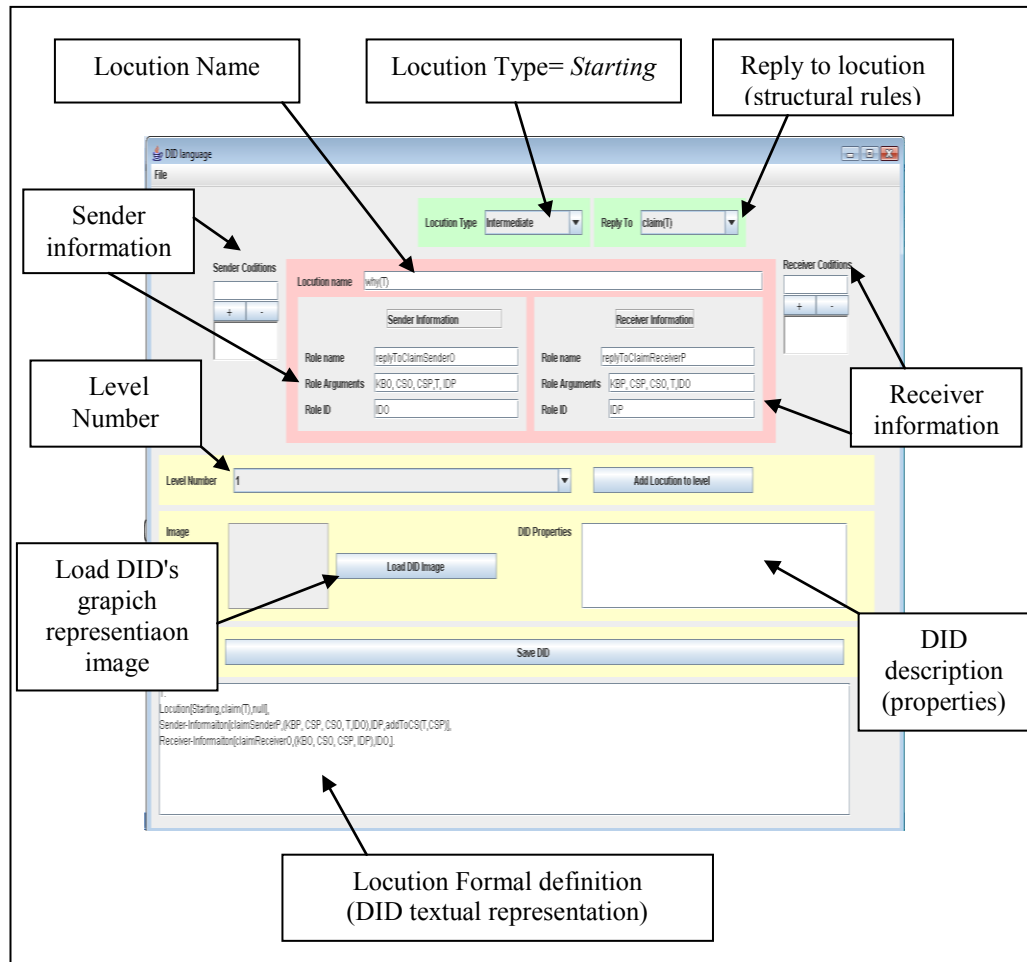 Locution Name
Locution Type= Starting
Reply to locution
(structural rules)
DID language
File
Sender
information
Locution Type
Intermediate
Reply To
claim(T)
Sender Coditions
Receiver Coditions
Locution name
why(T)
+ -
+ -
Sender Information
Receiver Information
Role name
replyToClaimSenderO
Role name
replyToClaimReceiverP
Role Arguments
KBO, CSO, CSP,T, IDP
Role Arguments
KBP, CSP, CSO, T,IDO
Role ID
IDO
Role ID
IDP
Level
Number
Receiver
information
Level Number
1
Add Locution to level
Image
DID Properties
Load DID Image
Load DID's
grapich
representiaon
image
DID
description
(properties)
Save DID
Locution[Starting,claim(T),null],
Sender-Informaiton[claimSenderP,(KBP, CSP, CSO, T,IDO),IDP,addToCS(T,CSP)],
Receiver-Informaiton[claimReceiverO,(KBO, CSO, CSP, IDP),IDO,].
Locution Formal definition
(DID textual representation)